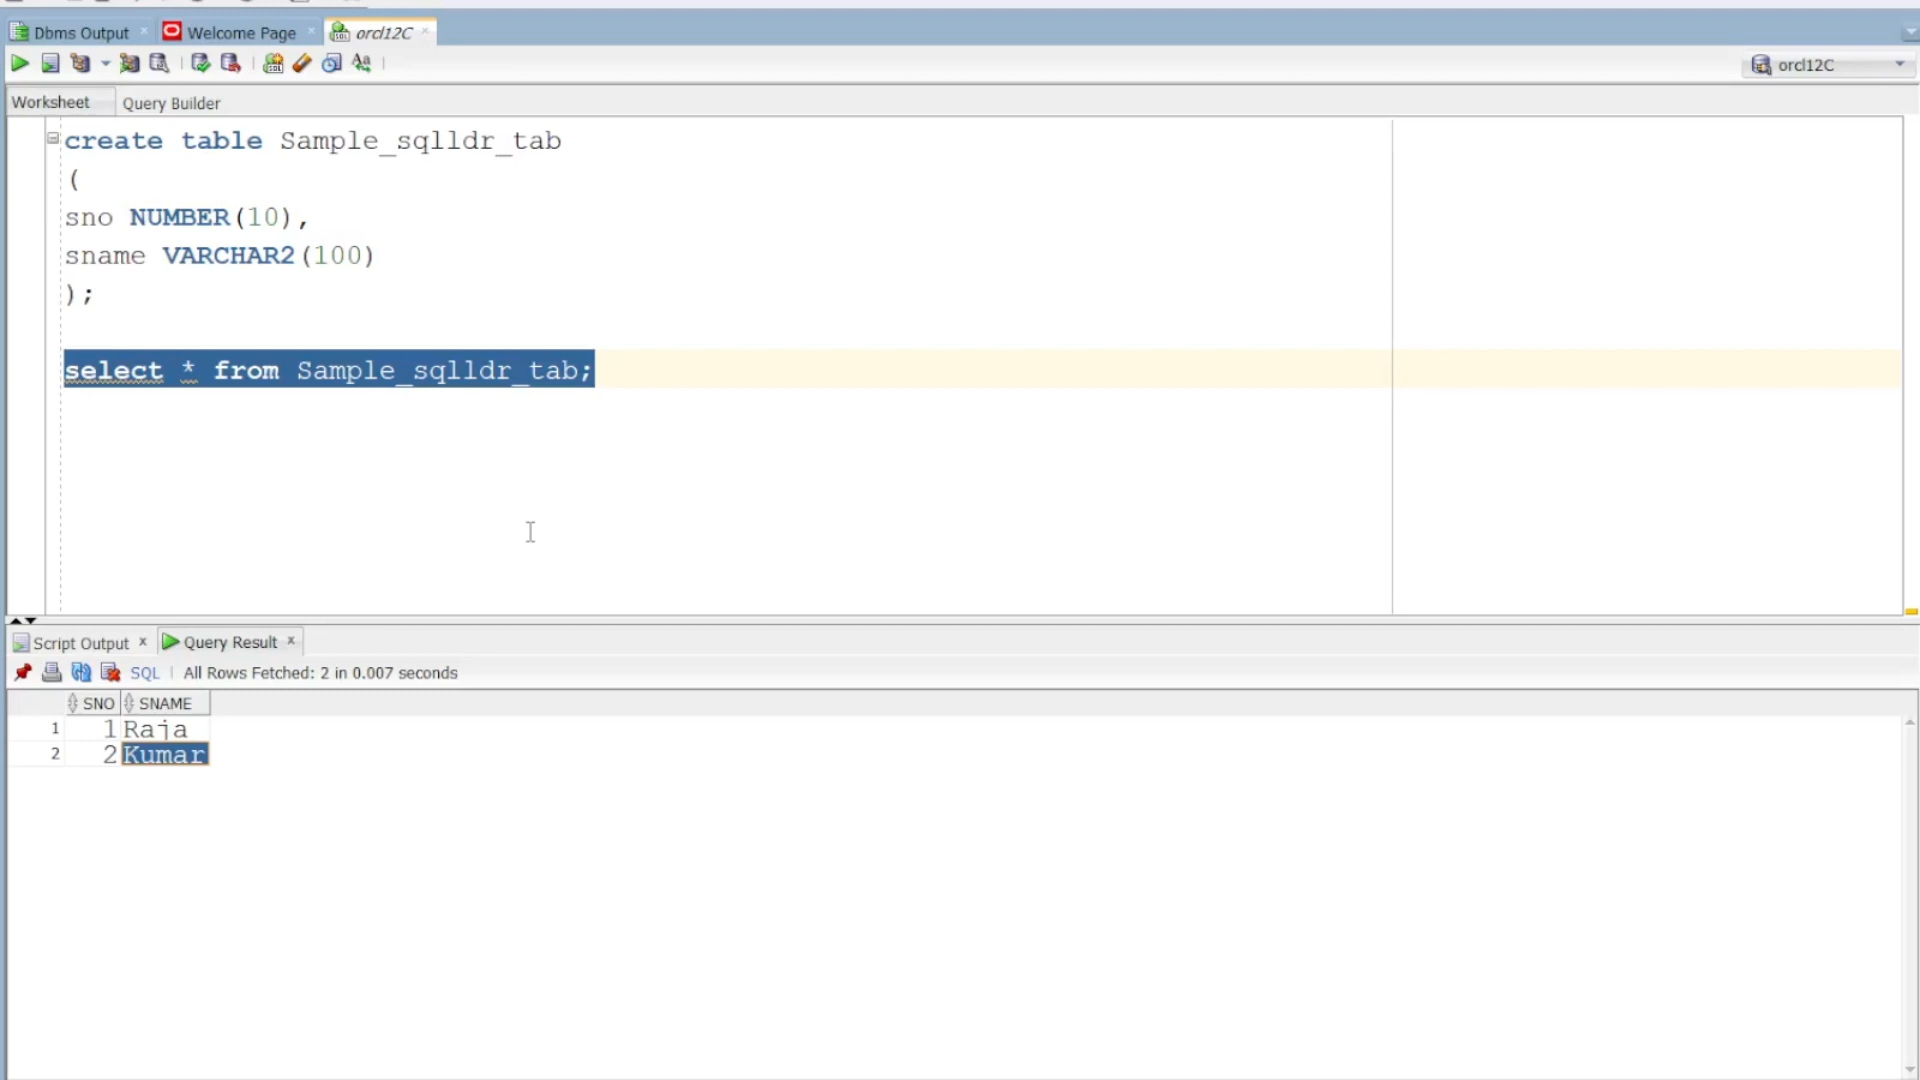 Dbms Output
Welcome Page
orcl12C
orcl12C
Worksheet
Query Builder
create table Sample_sqlldr_tab
(
sno NUMBER(10),
sname VARCHAR2(100)
);
select * from Sample_sqlldr_tab;
Script Output
Query Result
SQL
All Rows Fetched: 2 in 0.007 seconds
SNO SNAME
1 1 Raja
2 2 Kumar